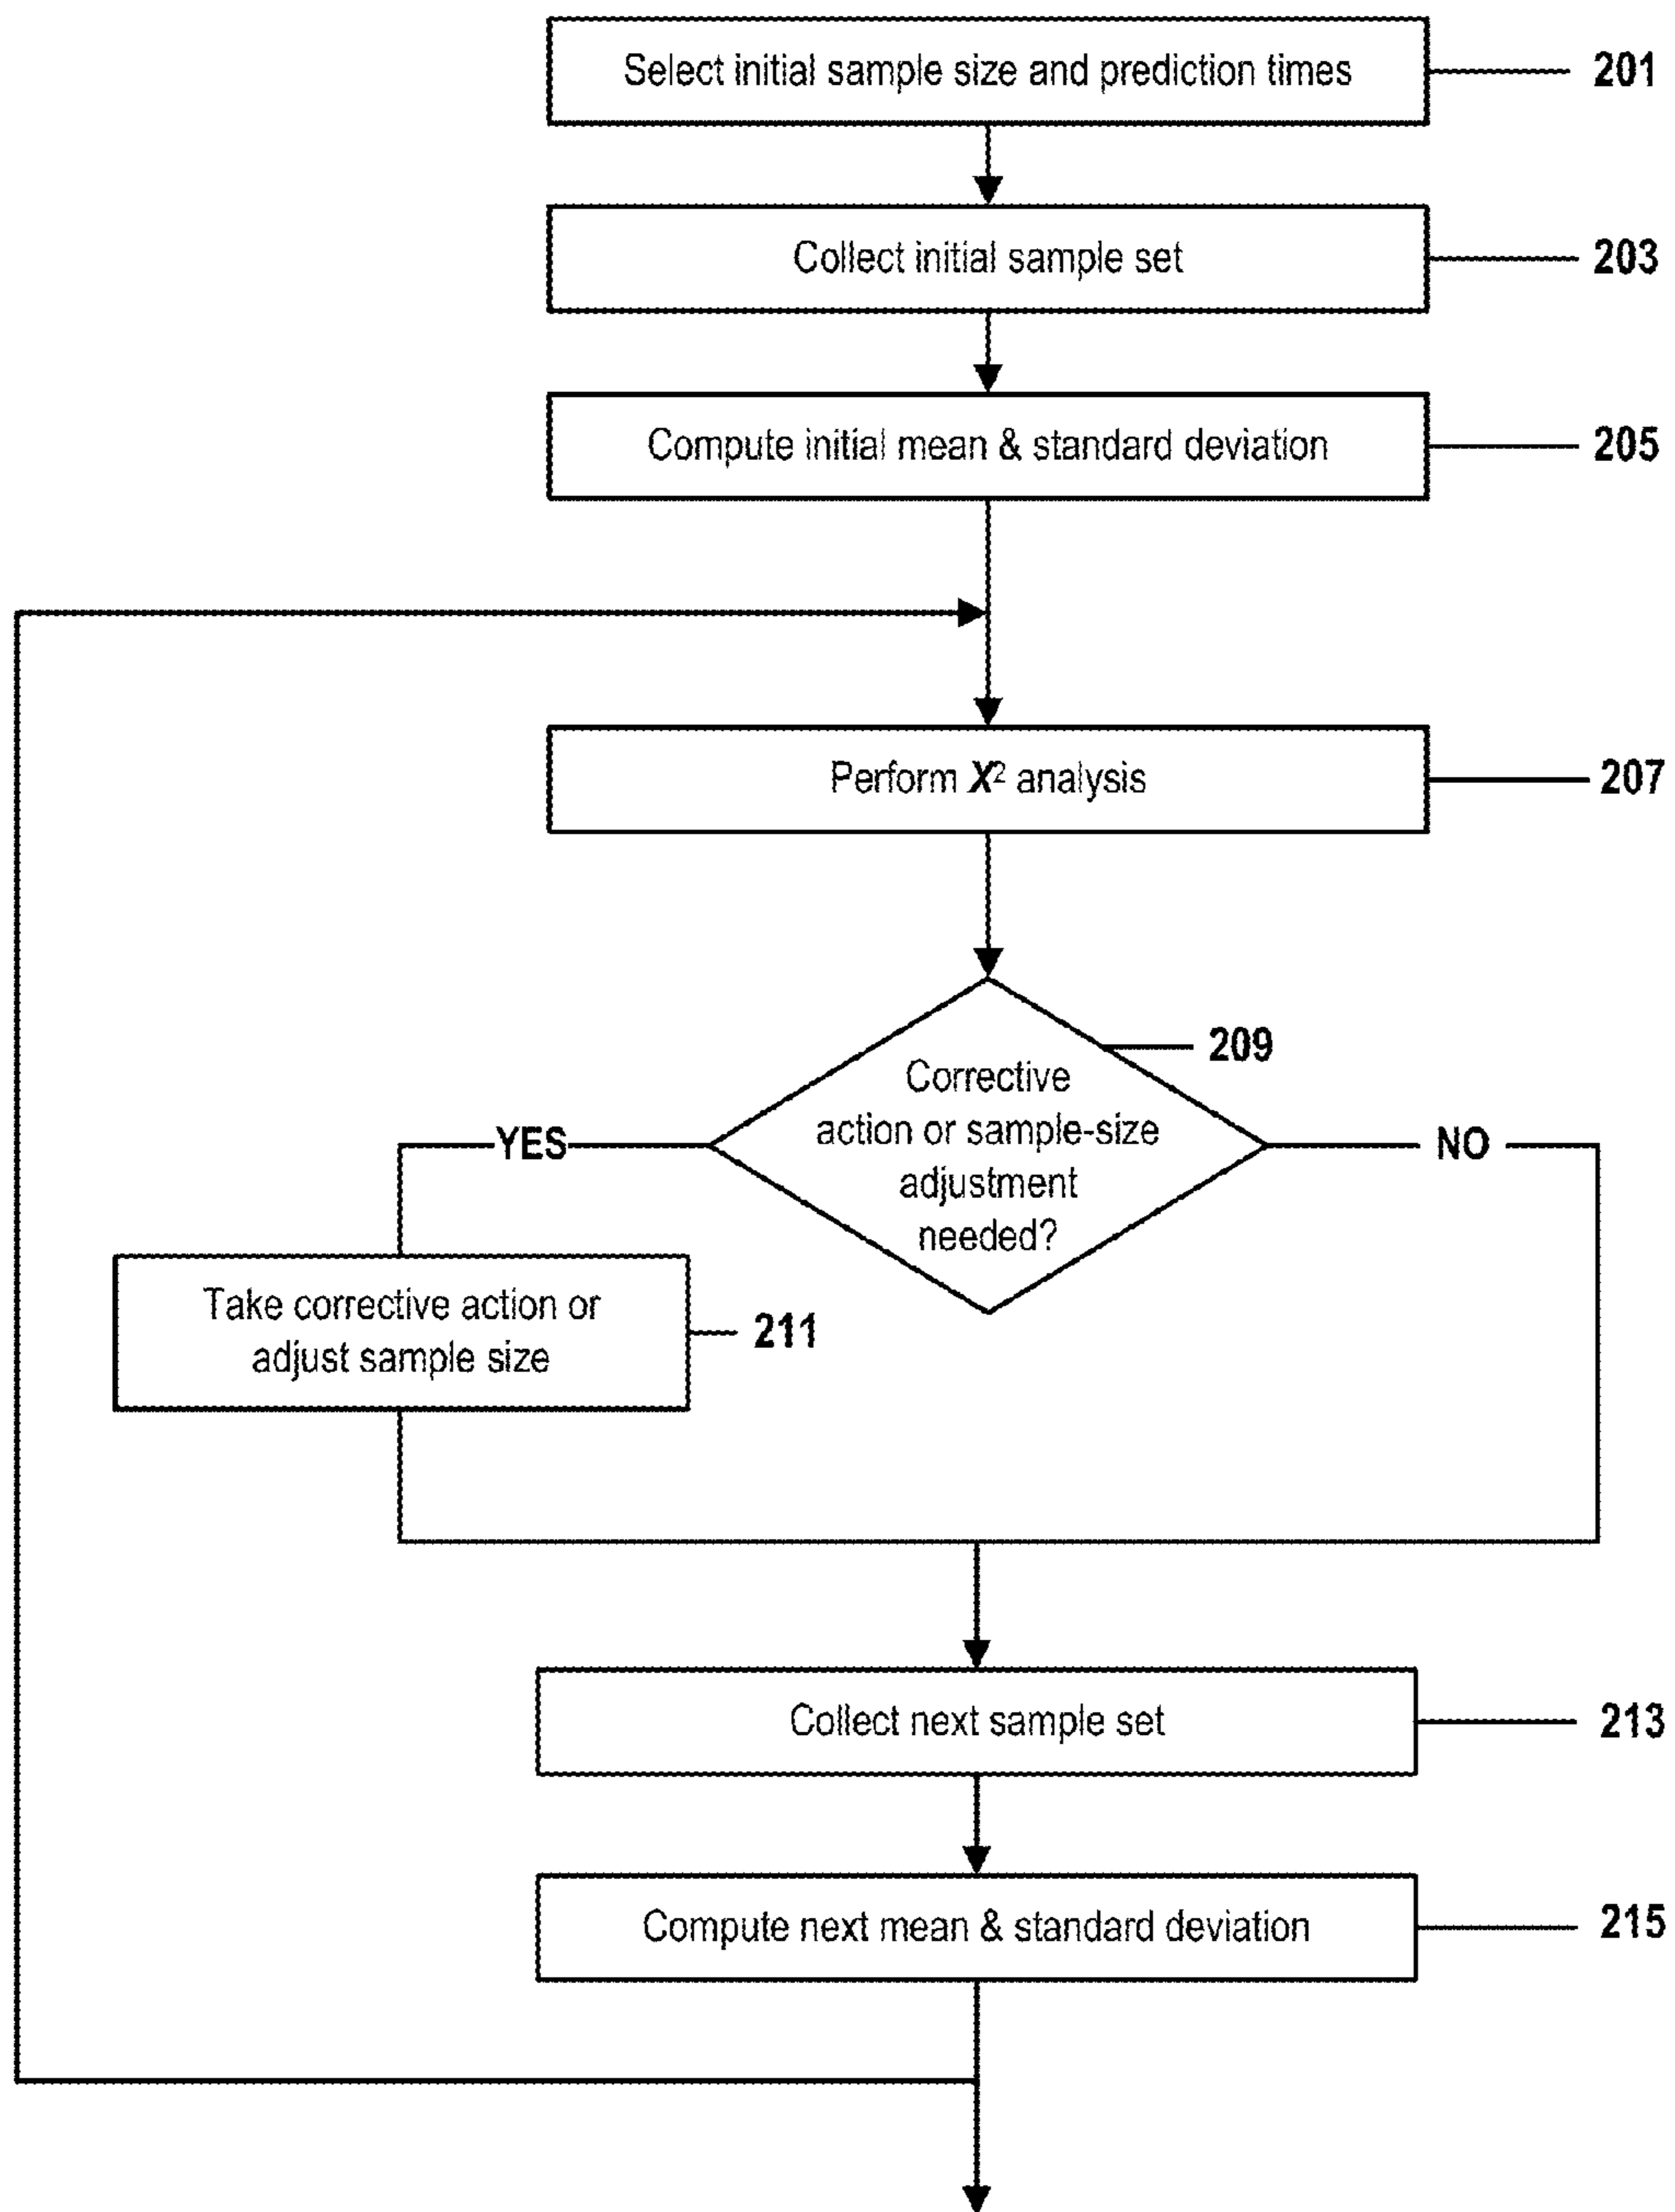 Select initial sample size and prediction times
201
Collect initial sample set
203
Compute initial mean & standard deviation
205
Perform X² analysis
207
209
Corrective
action or sample-size
adjustment
needed?
YES
NO
Take corrective action or
adjust sample size
211
Collect next sample set
213
Compute next mean & standard deviation
215